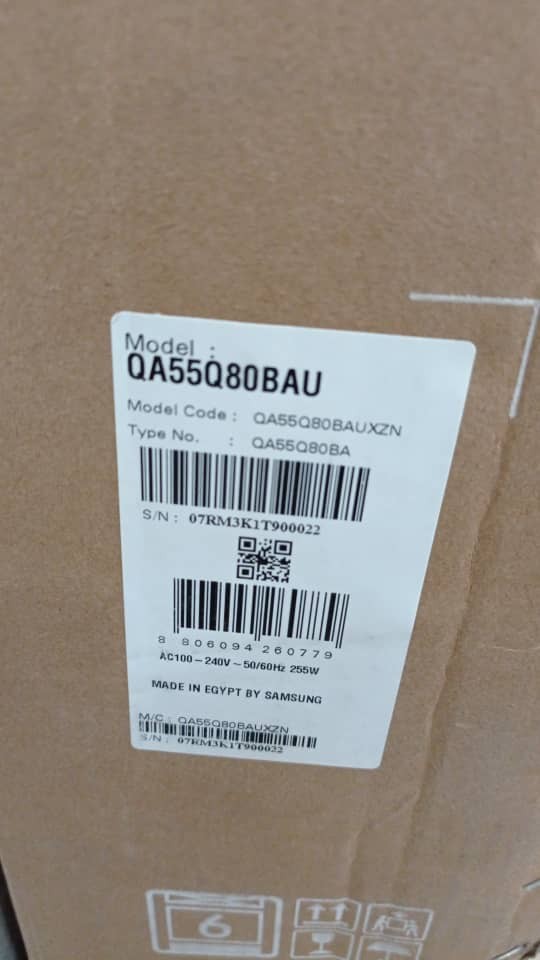 Model :
QA55Q80BAU
Model Code : QA55Q80BAUXZN
Type No. : QA55Q80BA
S/N : 07RM3K1T900022
8 806094 260779
AC100~240V~50/60Hz 255W
MADE IN EGYPT BY SAMSUNG
M/C : QA55Q80BAUXZN
S/N : 07RM3K1T900022
6